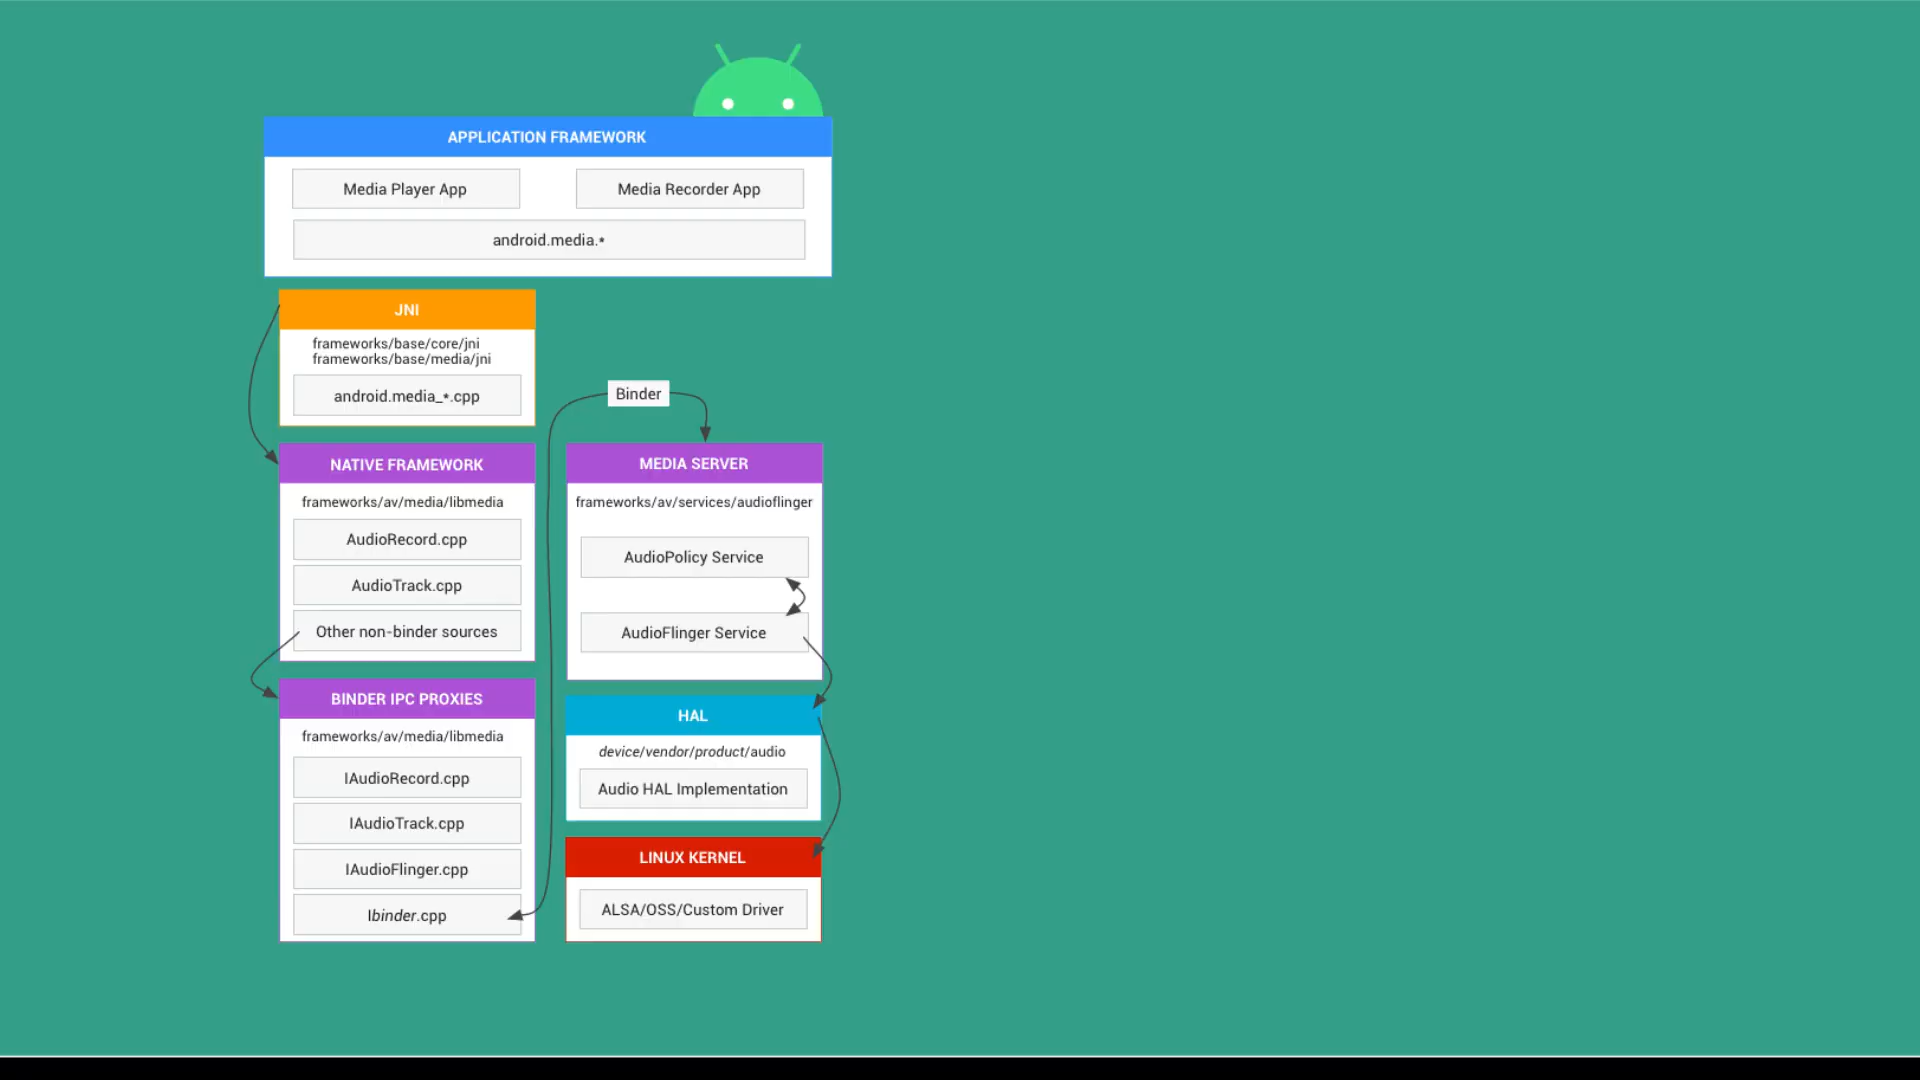 APPLICATION FRAMEWORK
Media Player App
Media Recorder App
android.media.*
JNI
frameworks/base/core/jni
frameworks/base/media/jni
android.media_*.cpp
NATIVE FRAMEWORK
frameworks/av/media/libmedia
AudioRecord.cpp
AudioTrack.cpp
Other non-binder sources
BINDER IPC PROXIES
frameworks/av/media/libmedia
IAudioRecord.cpp
IAudioTrack.cpp
IAudioFlinger.cpp
Ibinder.cpp
Binder
MEDIA SERVER
frameworks/av/services/audioflinger
AudioPolicy Service
AudioFlinger Service
HAL
device/vendor/product/audio
Audio HAL Implementation
LINUX KERNEL
ALSA/OSS/Custom Driver